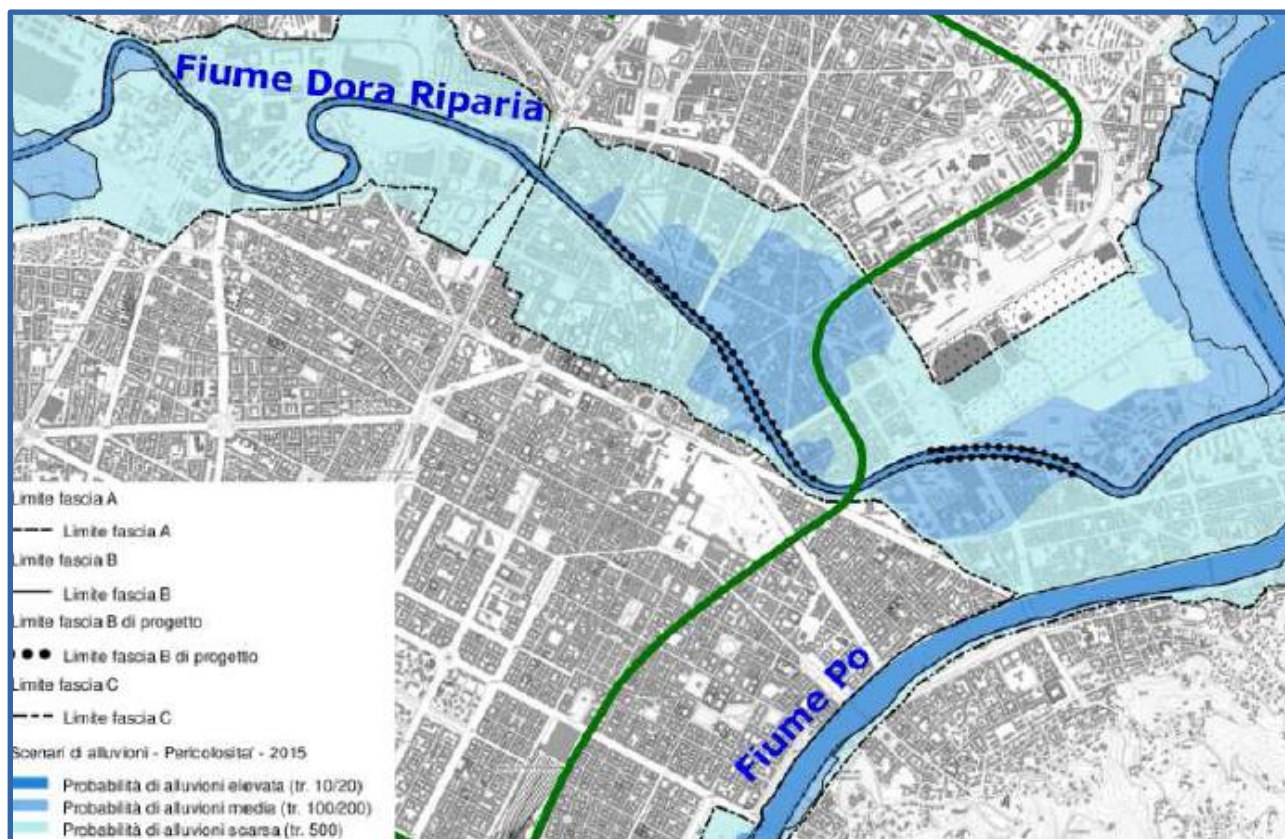 Fiume Dora Riparia
Fiume Po
Limite fascia A
Limite fascia A
Limite fascia B
Limite fascia B
Limite fascia B di progetto
Limite fascia B di progetto
Limite fascia C
Limite fascia C
Scenari di alluvioni - Pericolosita' - 2015
Probabilità di alluvioni elevata (tr. 10/20)
Probabilità di alluvioni media (tr. 100/200)
Probabilità di alluvioni scarsa (tr. 500)